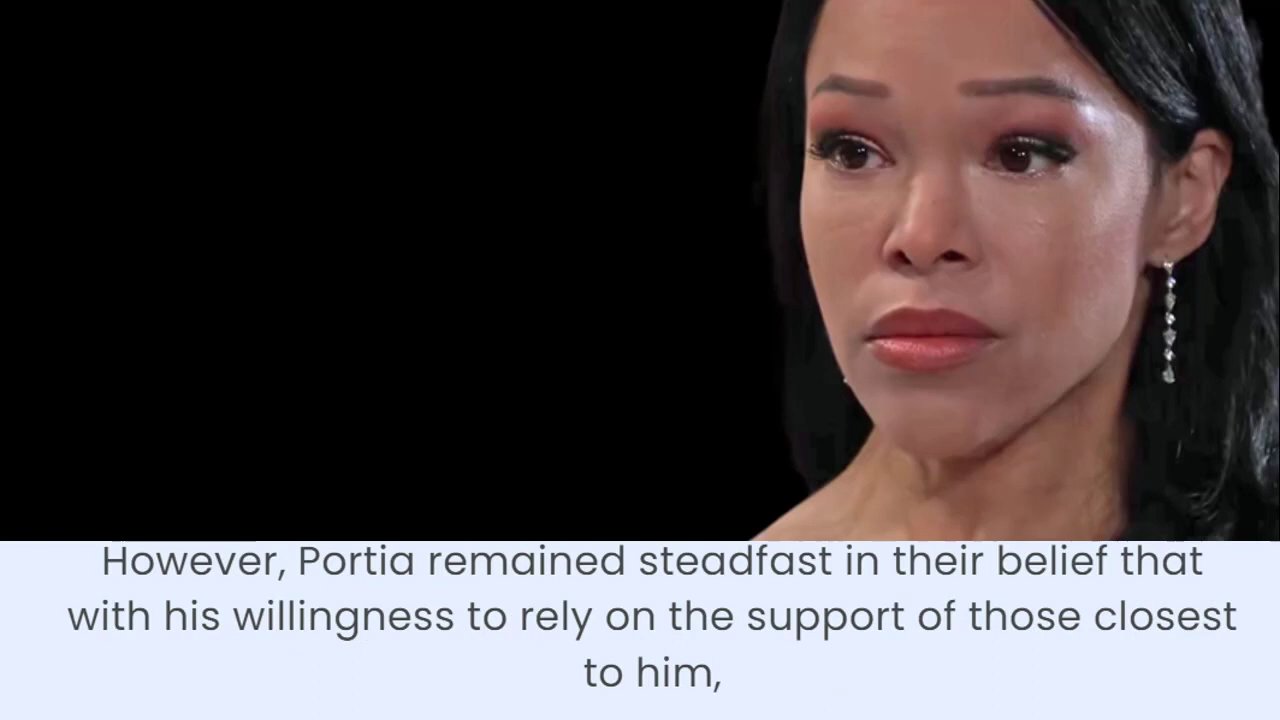 However, Portia remained steadfast in their belief that
with his willingness to rely on the support of those closest
to him,